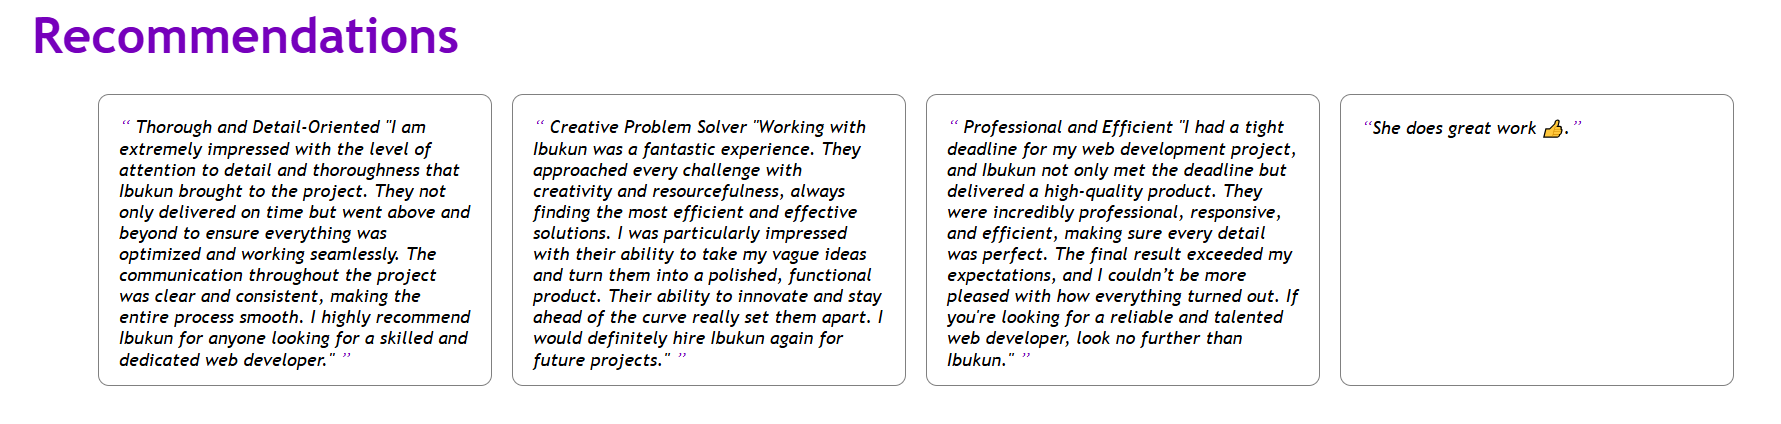 Recommendations
“ Thorough and Detail-Oriented "I am
extremely impressed with the level of
attention to detail and thoroughness that
Ibukun brought to the project. They not
only delivered on time but went above and
beyond to ensure everything was
optimized and working seamlessly. The
communication throughout the project
was clear and consistent, making the
entire process smooth. I highly recommend
Ibukun for anyone looking for a skilled and
dedicated web developer." ”
“ Creative Problem Solver "Working with
Ibukun was a fantastic experience. They
approached every challenge with
creativity and resourcefulness, always
finding the most efficient and effective
solutions. I was particularly impressed
with their ability to take my vague ideas
and turn them into a polished, functional
product. Their ability to innovate and stay
ahead of the curve really set them apart. I
would definitely hire Ibukun again for
future projects." ”
“ Professional and Efficient "I had a tight
deadline for my web development project,
and Ibukun not only met the deadline but
delivered a high-quality product. They
were incredibly professional, responsive,
and efficient, making sure every detail
was perfect. The final result exceeded my
expectations, and I couldn’t be more
pleased with how everything turned out. If
you're looking for a reliable and talented
web developer, look no further than
Ibukun." ”
“She does great work 👍.”